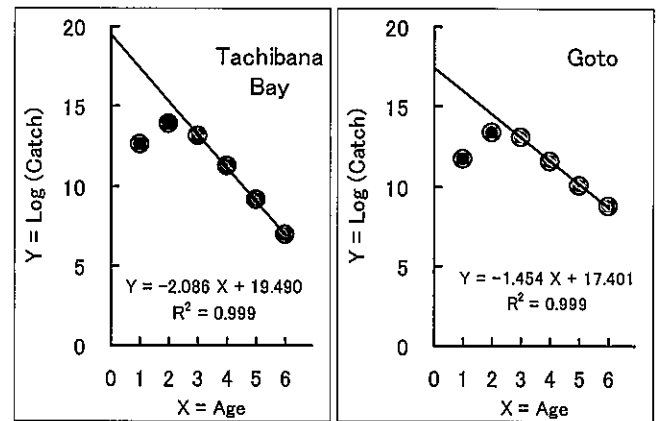 20
15
10
5
0
Y = Log (Catch)
Tachibana
Bay
Y = −2.086 X + 19.490
R² = 0.999
0 1 2 3 4 5 6
X = Age
20
15
10
5
0
Y = Log (Catch)
Goto
Y = −1.454 X + 17.401
R² = 0.999
0 1 2 3 4 5 6
X = Age